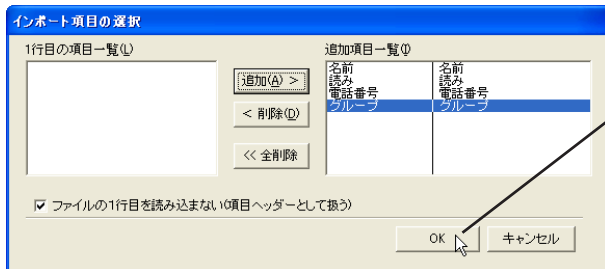 インポート項目の選択
1行目の項目一覧(L) 追加項目一覧(I)
追加(A) >
< 削除(D)
<< 全削除
名前 名前
読み 読み
電話番号 電話番号
グループ グループ
ファイルの1行目を読み込まない(項目ヘッダーとして扱う)
OK キャンセル